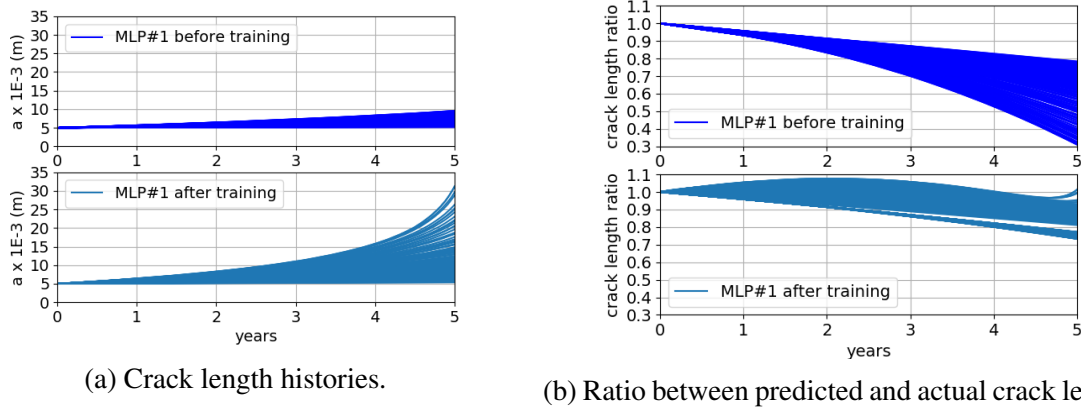 35
30
25
20
15
10
5
0
a x 1E-3 (m)
MLP#1 before training
0 1 2 3 4 5
35
30
25
20
15
10
5
0
a x 1E-3 (m)
MLP#1 after training
0 1 2 3 4 5
years
(a) Crack length histories.
1.1
1.0
0.9
0.8
0.7
0.6
0.5
0.4
0.3
crack length ratio
MLP#1 before training
0 1 2 3 4 5
1.1
1.0
0.9
0.8
0.7
0.6
0.5
0.4
0.3
crack length ratio
MLP#1 after training
0 1 2 3 4 5
years
(b) Ratio between predicted and actual crack le